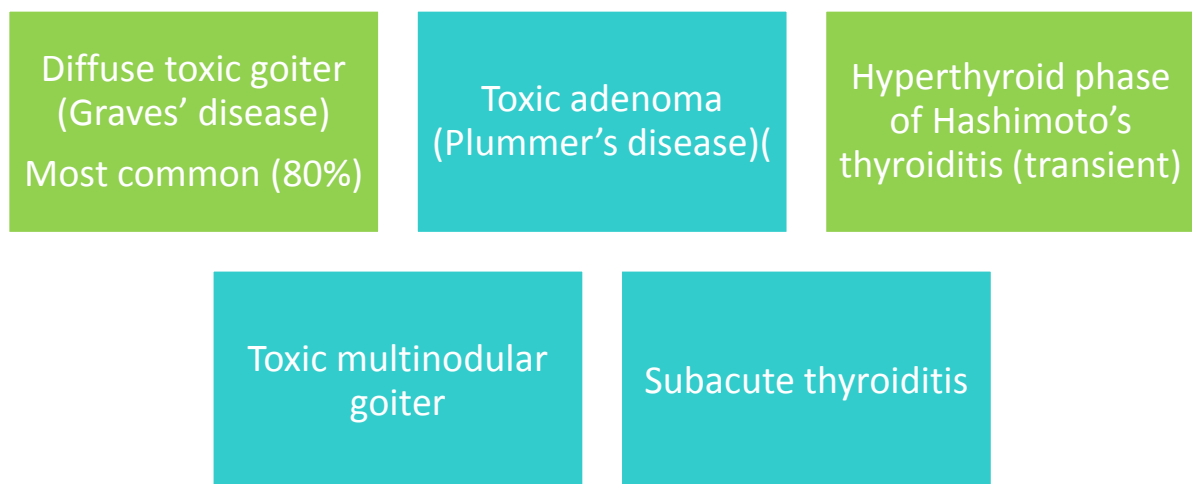 Diffuse toxic goiter
(Graves’ disease)
Most common (80%)
Toxic adenoma
(Plummer’s disease)(
Hyperthyroid phase
of Hashimoto’s
thyroiditis (transient)
Toxic multinodular
goiter
Subacute thyroiditis